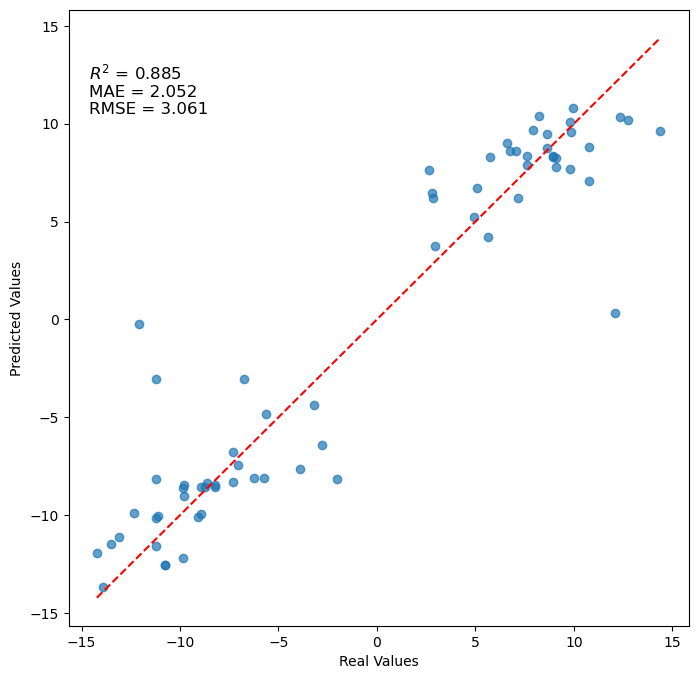 R² = 0.885
MAE = 2.052
RMSE = 3.061
15
10
5
0
−5
−10
−15
Predicted Values
−15 −10 −5 0 5 10 15
Real Values